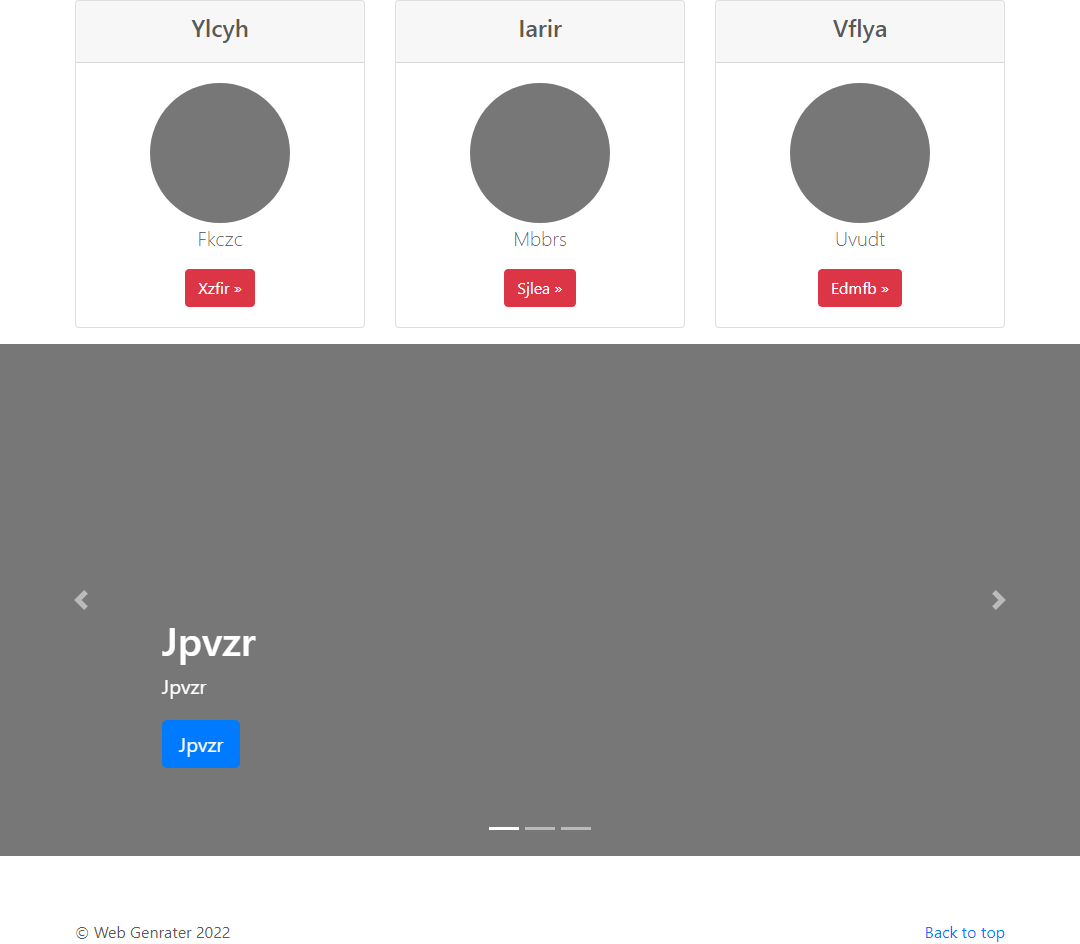 Ylcyh
Iarir
Vflya
Fkczc
Mbbrs
Uvudt
Xzfir »
Sjlea »
Edmfb »
Jpvzr
Jpvzr
Jpvzr
© Web Genrater 2022
Back to top